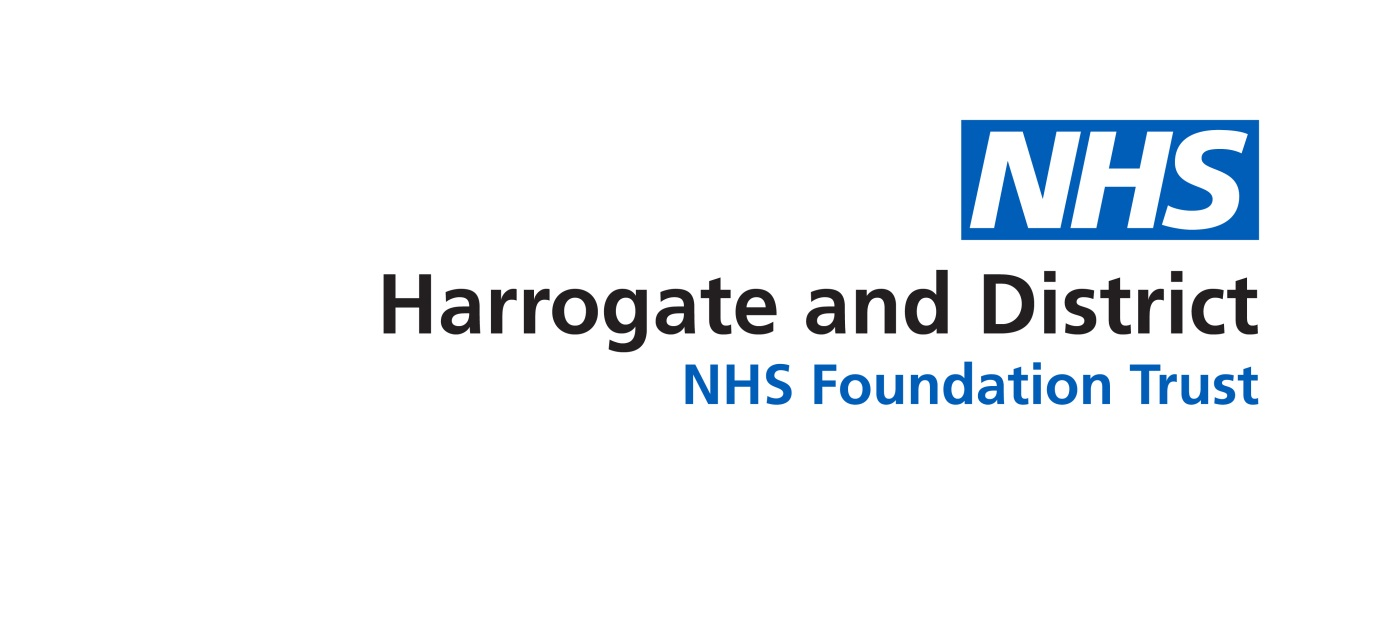 NHS
Harrogate and District
NHS Foundation Trust